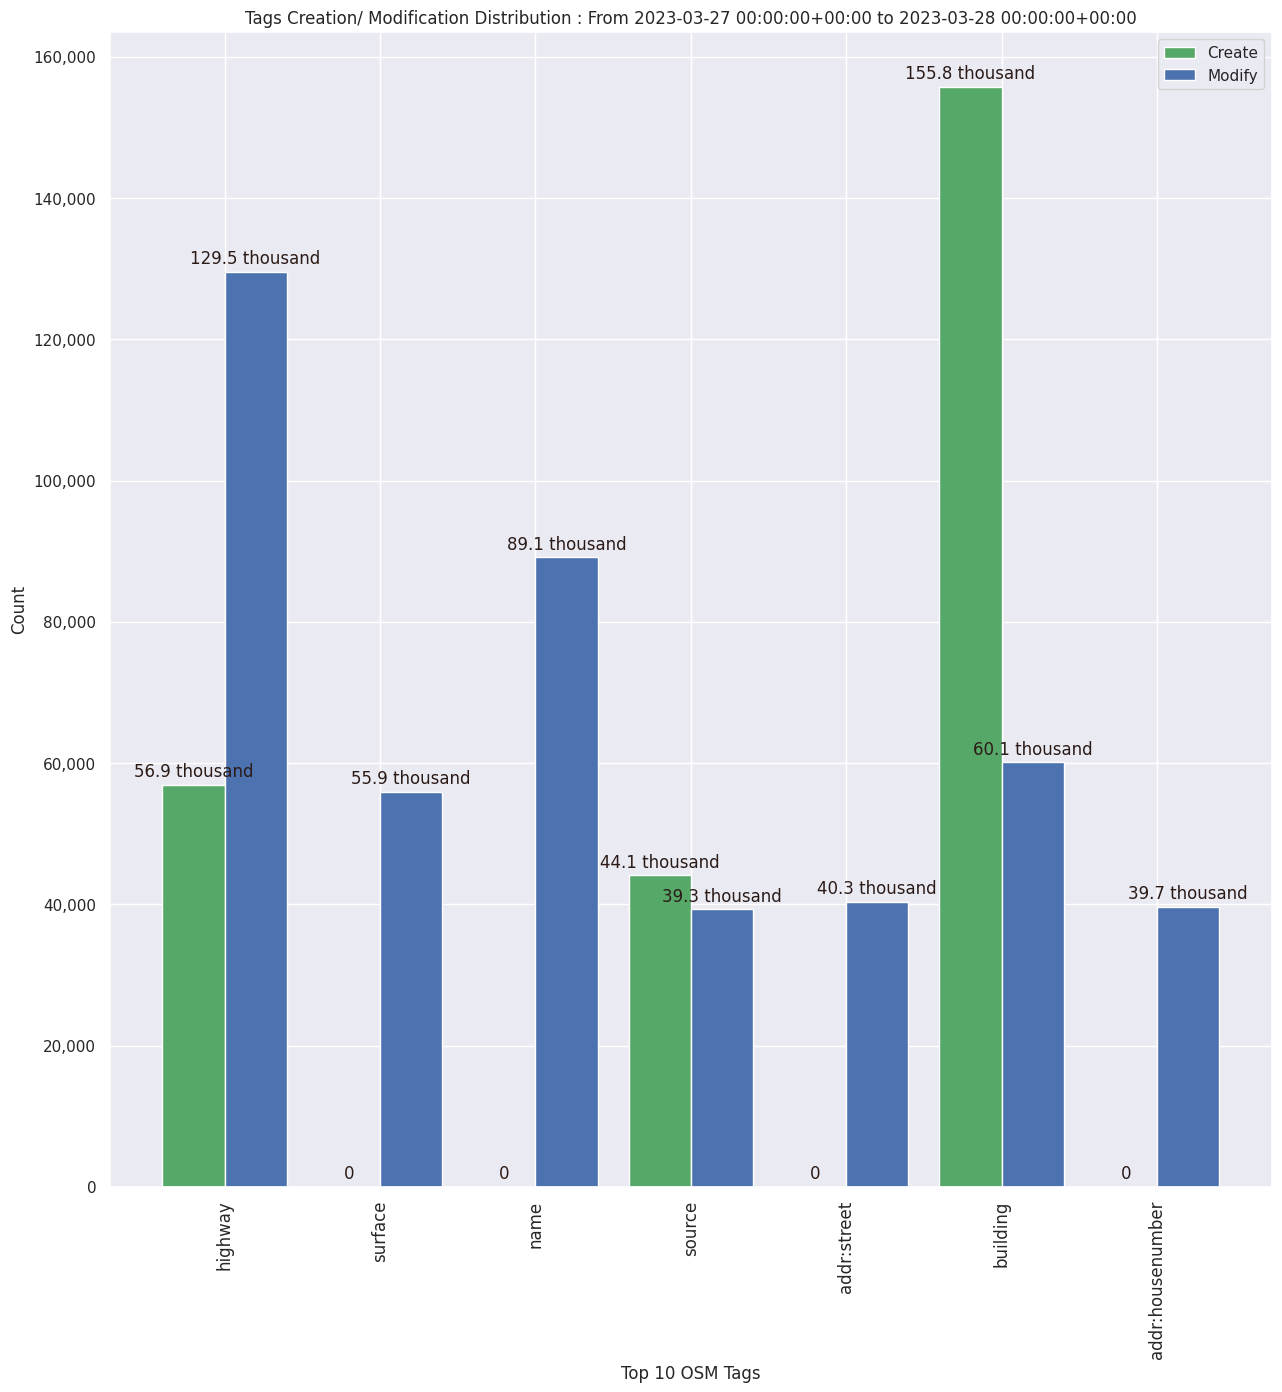 Tags Creation/ Modification Distribution : From 2023-03-27 00:00:00+00:00 to 2023-03-28 00:00:00+00:00
Create
Modify
160,000
140,000
120,000
100,000
80,000
60,000
40,000
20,000
0
Count
56.9 thousand
129.5 thousand
0
55.9 thousand
0
89.1 thousand
44.1 thousand
39.3 thousand
0
40.3 thousand
155.8 thousand
60.1 thousand
0
39.7 thousand
highway
surface
name
source
addr:street
building
addr:housenumber
Top 10 OSM Tags